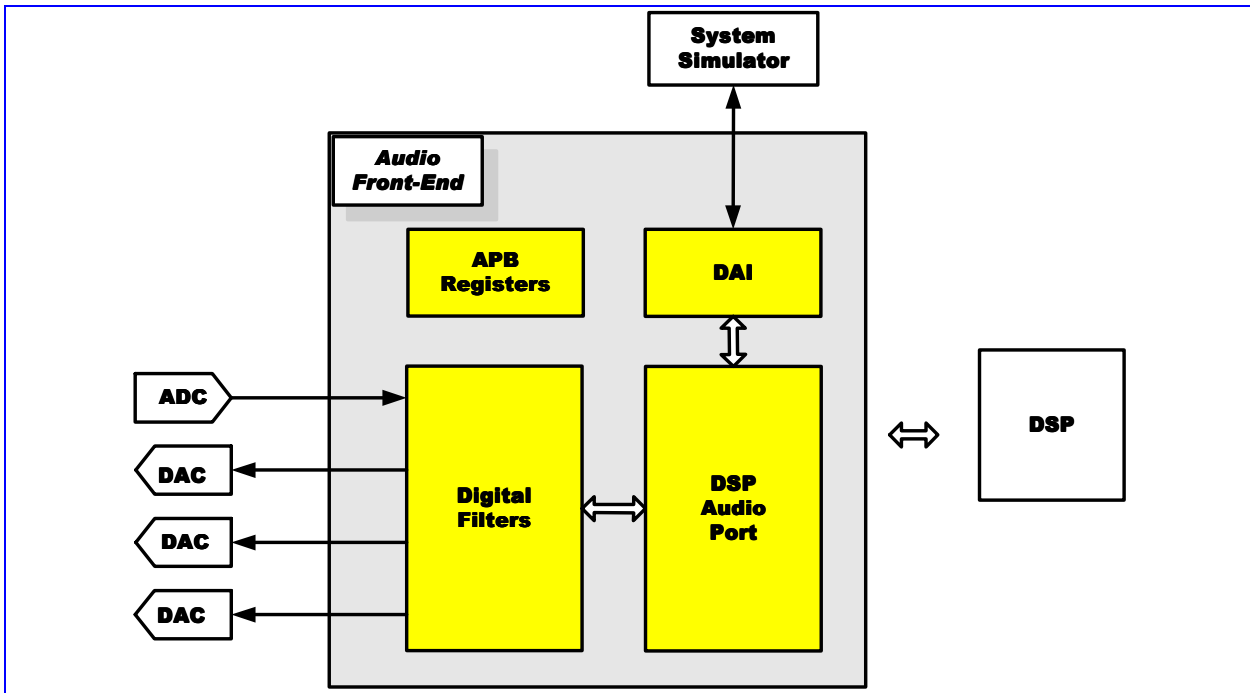 System
Simulator
Audio
Front-End
APB
Registers
DAI
ADC
DAC
DAC
DAC
Digital
Filters
DSP
Audio
Port
DSP